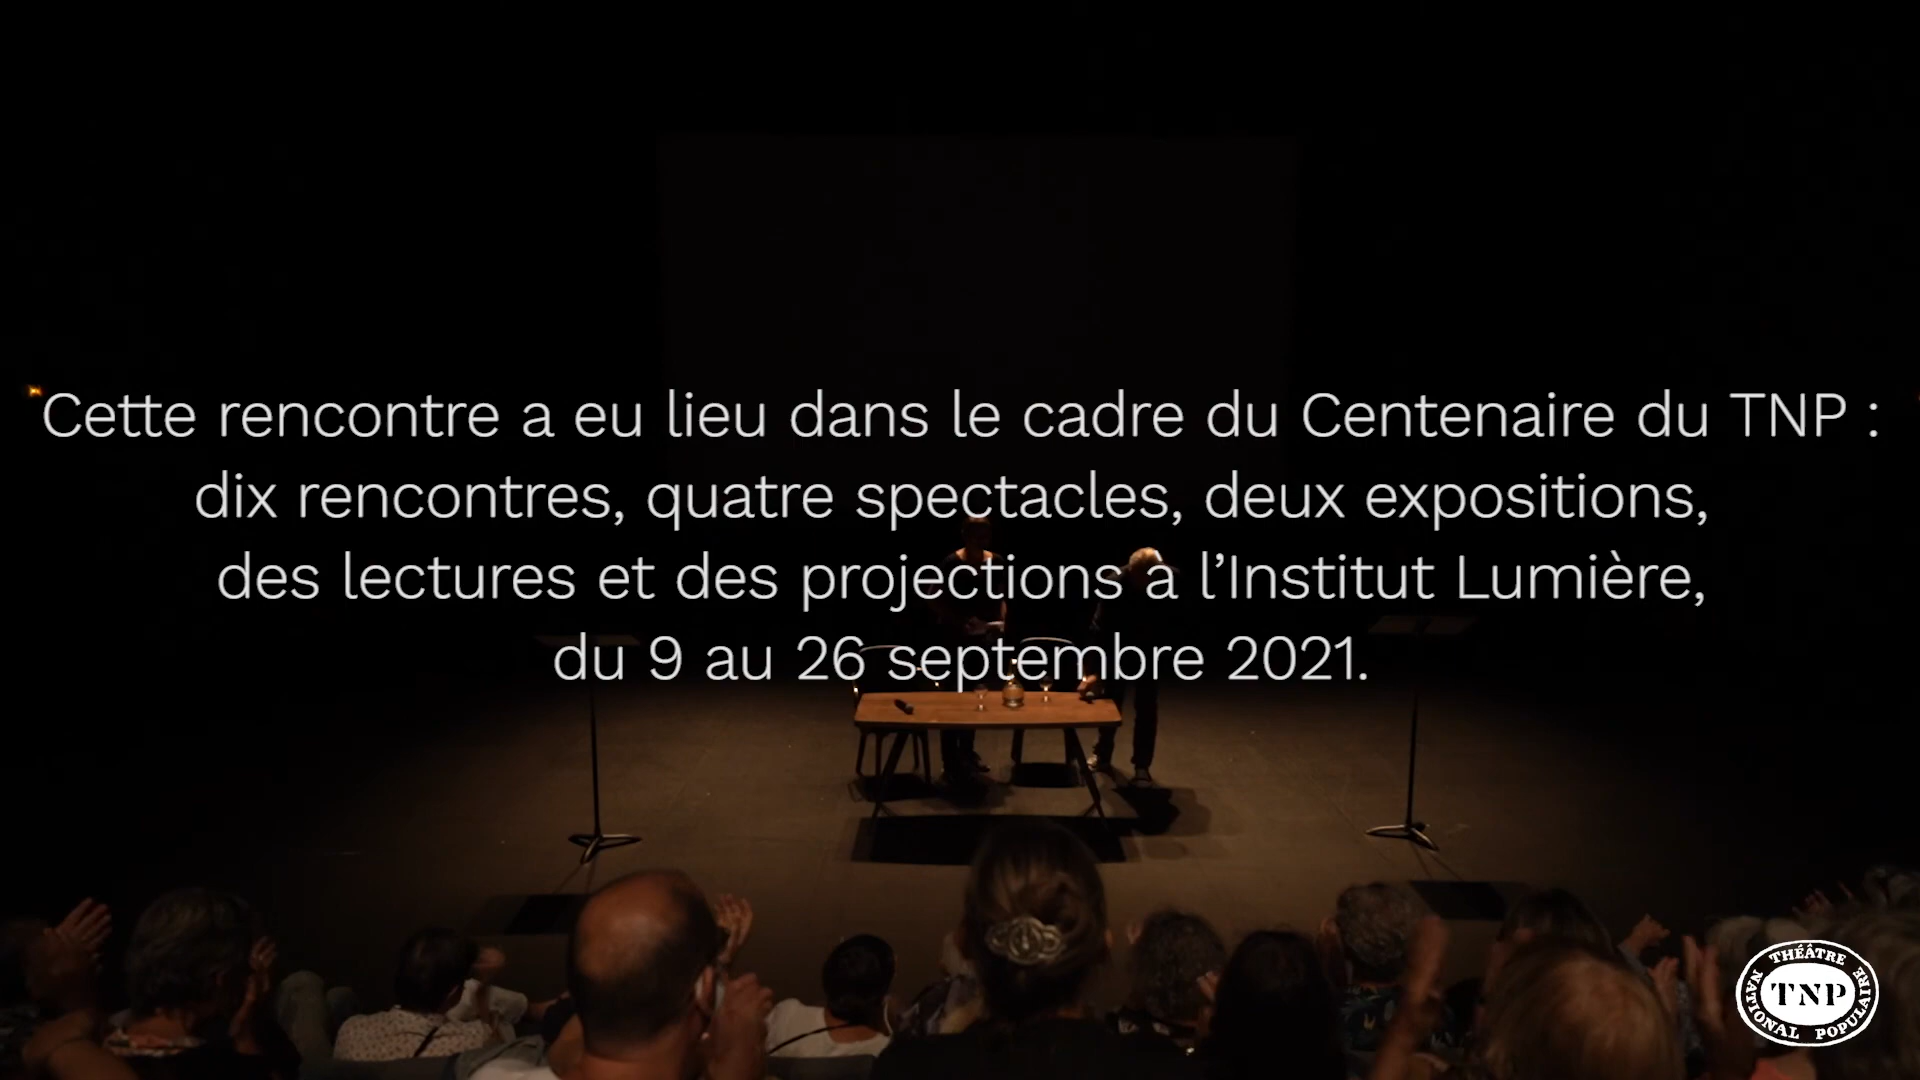 Cette rencontre a eu lieu dans le cadre du Centenaire du TNP :
dix rencontres, quatre spectacles, deux expositions,
des lectures et des projections à l’Institut Lumière,
du 9 au 26 septembre 2021.
THÉÂTRE
NATIONAL POPULAIRE
TNP